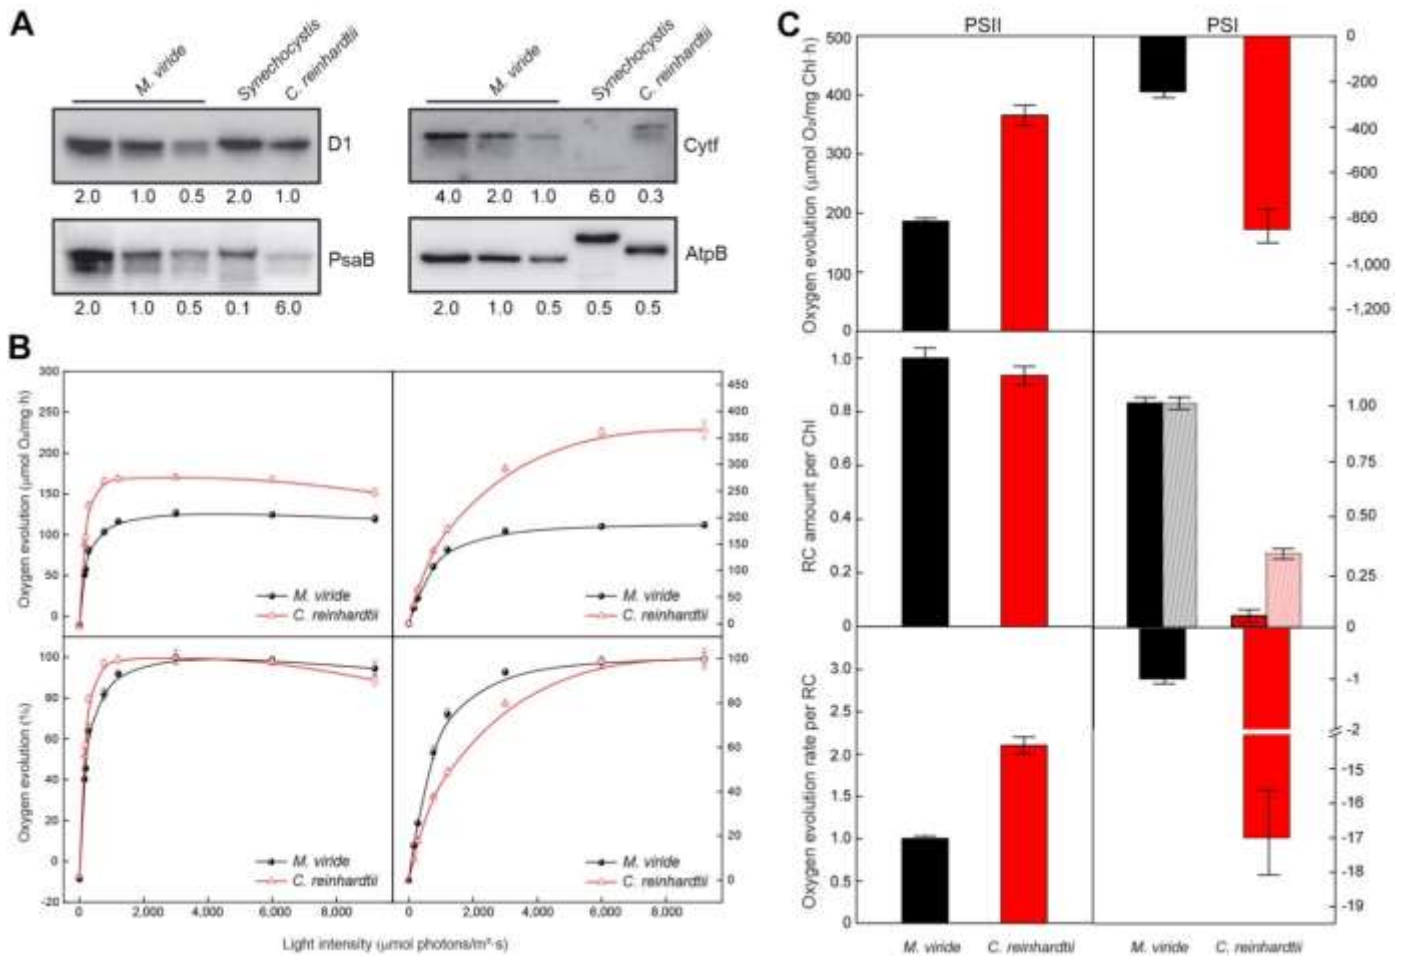 A
M. viride
Synechocystis
C. reinhardtii
D1
2.0 1.0 0.5 2.0 1.0
PsaB
2.0 1.0 0.5 0.1 6.0
M. viride
Synechocystis
C. reinhardtii
Cytf
4.0 2.0 1.0 6.0 0.3
AtpB
2.0 1.0 0.5 0.5 0.5
B
Oxygen evolution (μmol O₂/mg·h)
300
250
200
150
100
50
0
M. viride
C. reinhardtii
450
400
350
300
250
200
150
100
50
0
M. viride
C. reinhardtii
Oxygen evolution (%)
100
80
60
40
20
0
-20
M. viride
C. reinhardtii
100
80
60
40
20
0
M. viride
C. reinhardtii
0 2,000 4,000 6,000 8,000
0 2,000 4,000 6,000 8,000
Light intensity (μmol photons/m²·s)
C
PSII
PSI
Oxygen evolution (μmol O₂/mg Chl·h)
500
400
300
200
100
0
0
-200
-400
-600
-800
-1,000
-1,200
RC amount per Chl
1.0
0.8
0.6
0.4
0.2
0
1.00
0.75
0.50
0.25
0
Oxygen evolution rate per RC
3.0
2.5
2.0
1.5
1.0
0.5
0
-1
-2
-15
-16
-17
-18
-19
M. viride C. reinhardtii
M. viride C. reinhardtii